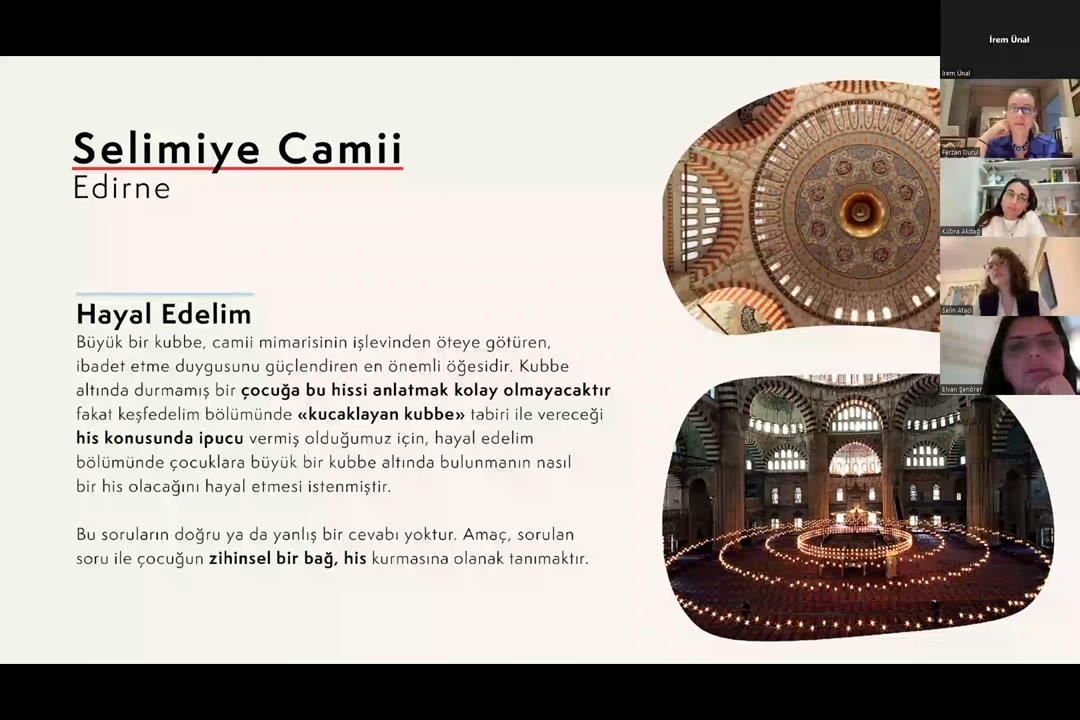 Selimiye Camii
Edirne
Hayal Edelim
Büyük bir kubbe, camii mimarisinin işlevinden öteye götüren,
ibadet etme duygusunu güçlendiren en önemli öğesidir. Kubbe
altında durmamış bir çocuğa bu hissi anlatmak kolay olmayacaktır
fakat keşfedelim bölümünde «kucaklayan kubbe» tabiri ile vereceği
his konusunda ipucu vermiş olduğumuz için, hayal edelim
bölümünde çocuklara büyük bir kubbe altında bulunmanın nasıl
bir his olacağını hayal etmesi istenmiştir.
Bu soruların doğru ya da yanlış bir cevabı yoktur. Amaç, sorulan
soru ile çocuğun zihinsel bir bağ, his kurmasına olanak tanımaktır.
İrem Ünal
İrem Ünal
Ferzan Durul
Kübra Akdağ
Selin Atacı
Elvan Şenörer